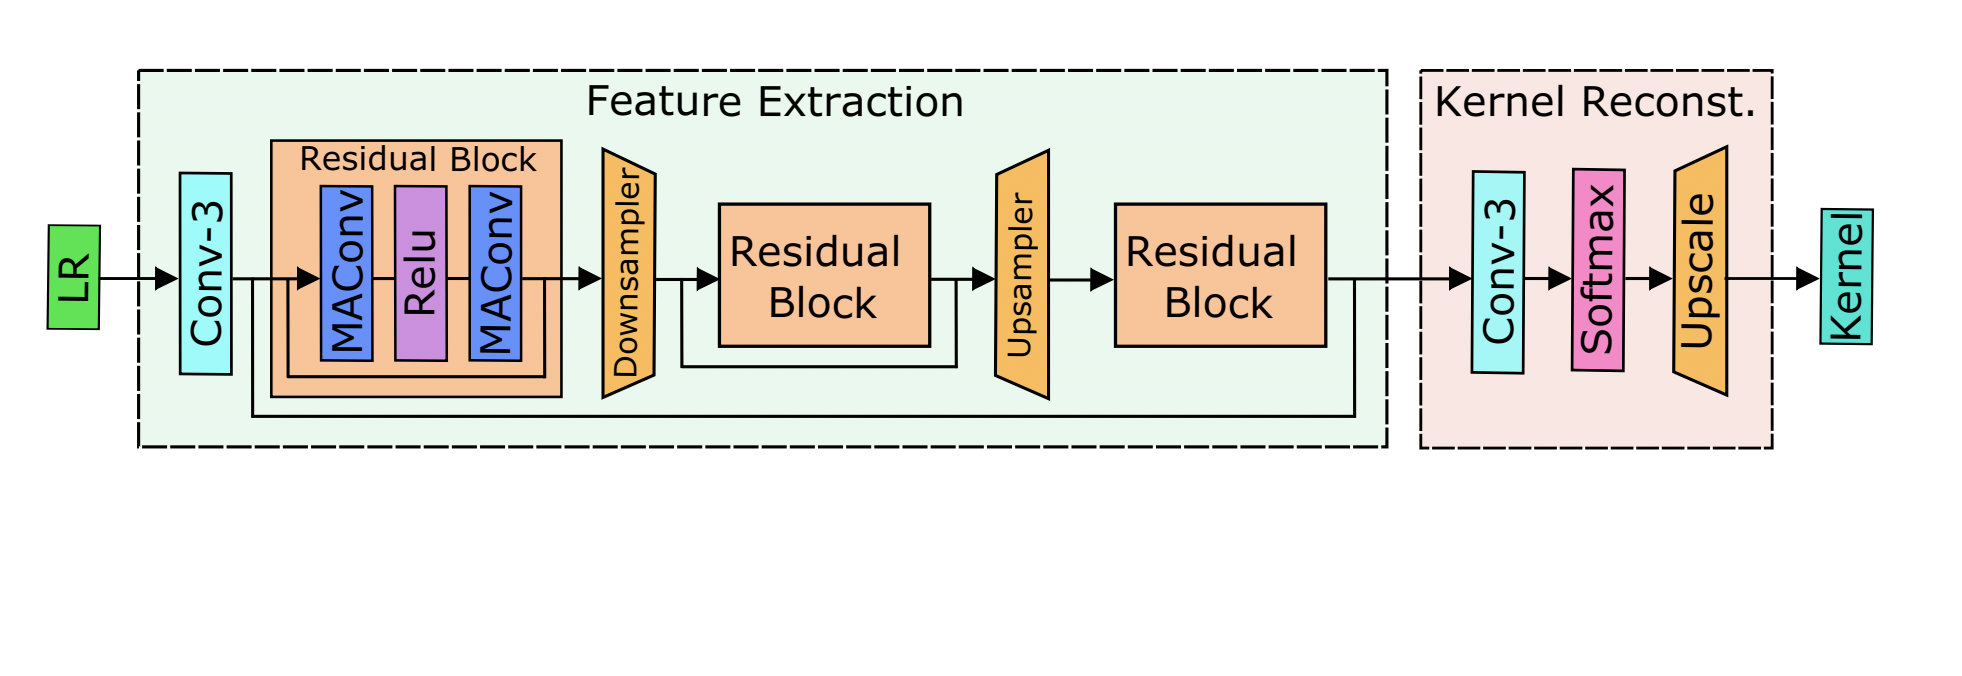 Feature Extraction
Kernel Reconst.
LR
Conv-3
Residual Block
MAConv
Relu
MAConv
Downsampler
Residual
Block
Upsampler
Residual
Block
Conv-3
Softmax
Upscale
Kernel